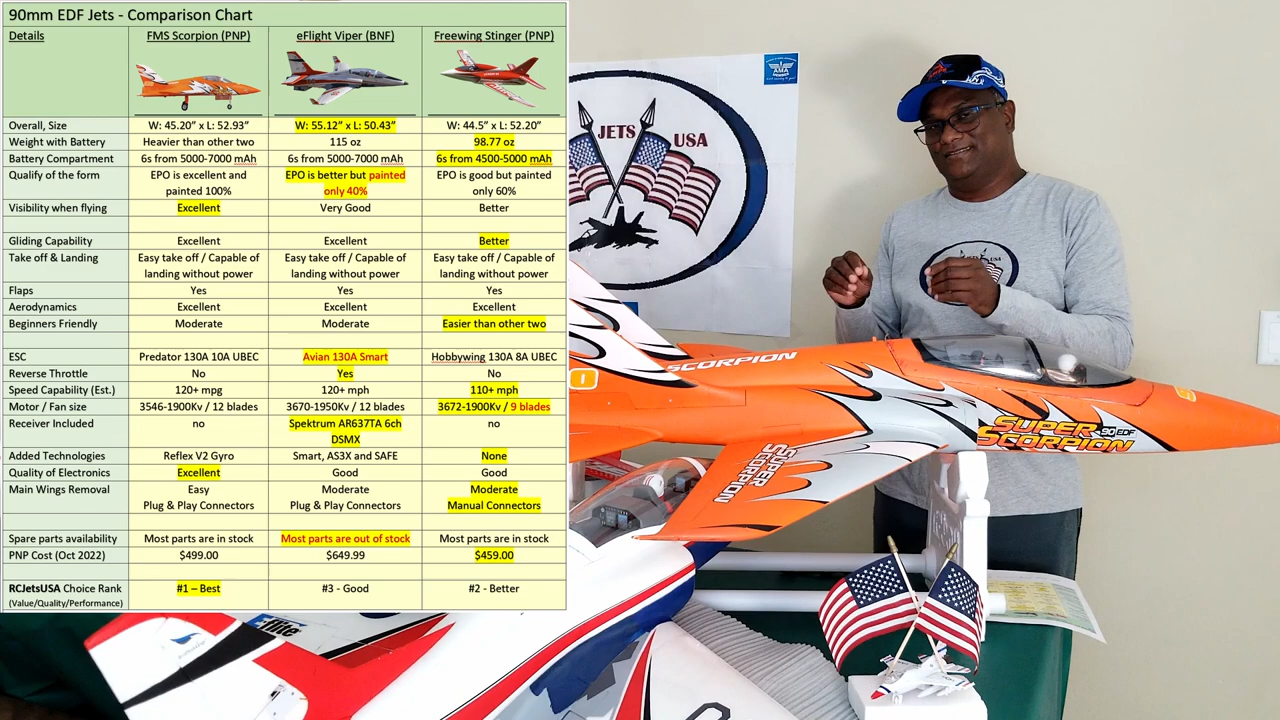 90mm EDF Jets - Comparison Chart
Details FMS Scorpion (PNP) eFlight Viper (BNF) Freewing Stinger (PNP)
Overall, Size W: 45.20” x L: 52.93” W: 55.12” x L: 50.43” W: 44.5” x L: 52.20”
Weight with Battery Heavier than other two 115 oz 98.77 oz
Battery Compartment 6s from 5000-7000 mAh 6s from 5000-7000 mAh 6s from 4500-5000 mAh
Qualify of the form EPO is excellent and EPO is better but painted EPO is good but painted
painted 100% only 40% only 60%
Visibility when flying Excellent Very Good Better
Gliding Capability Excellent Excellent Better
Take off & Landing Easy take off / Capable of Easy take off / Capable of Easy take off / Capable of
landing without power landing without power landing without power
Flaps Yes Yes Yes
Aerodynamics Excellent Excellent Excellent
Beginners Friendly Moderate Moderate Easier than other two
ESC Predator 130A 10A UBEC Avian 130A Smart Hobbywing 130A 8A UBEC
Reverse Throttle No Yes No
Speed Capability (Est.) 120+ mpg 120+ mph 110+ mph
Motor / Fan size 3546-1900Kv / 12 blades 3670-1950Kv / 12 blades 3672-1900Kv / 9 blades
Receiver Included no Spektrum AR637TA 6ch no
DSMX
Added Technologies Reflex V2 Gyro Smart, AS3X and SAFE None
Quality of Electronics Excellent Good Good
Main Wings Removal Easy Moderate Moderate
Plug & Play Connectors Plug & Play Connectors Manual Connectors
Spare parts availability Most parts are in stock Most parts are out of stock Most parts are in stock
PNP Cost (Oct 2022) $499.00 $649.99 $459.00
RCJetsUSA Choice Rank #1 – Best #3 - Good #2 - Better
(Value/Quality/Performance)
JETS USA
AMA
SCORPION
SUPER
SCORPION
90 EDF
SUPER
SCORPION
E-flite